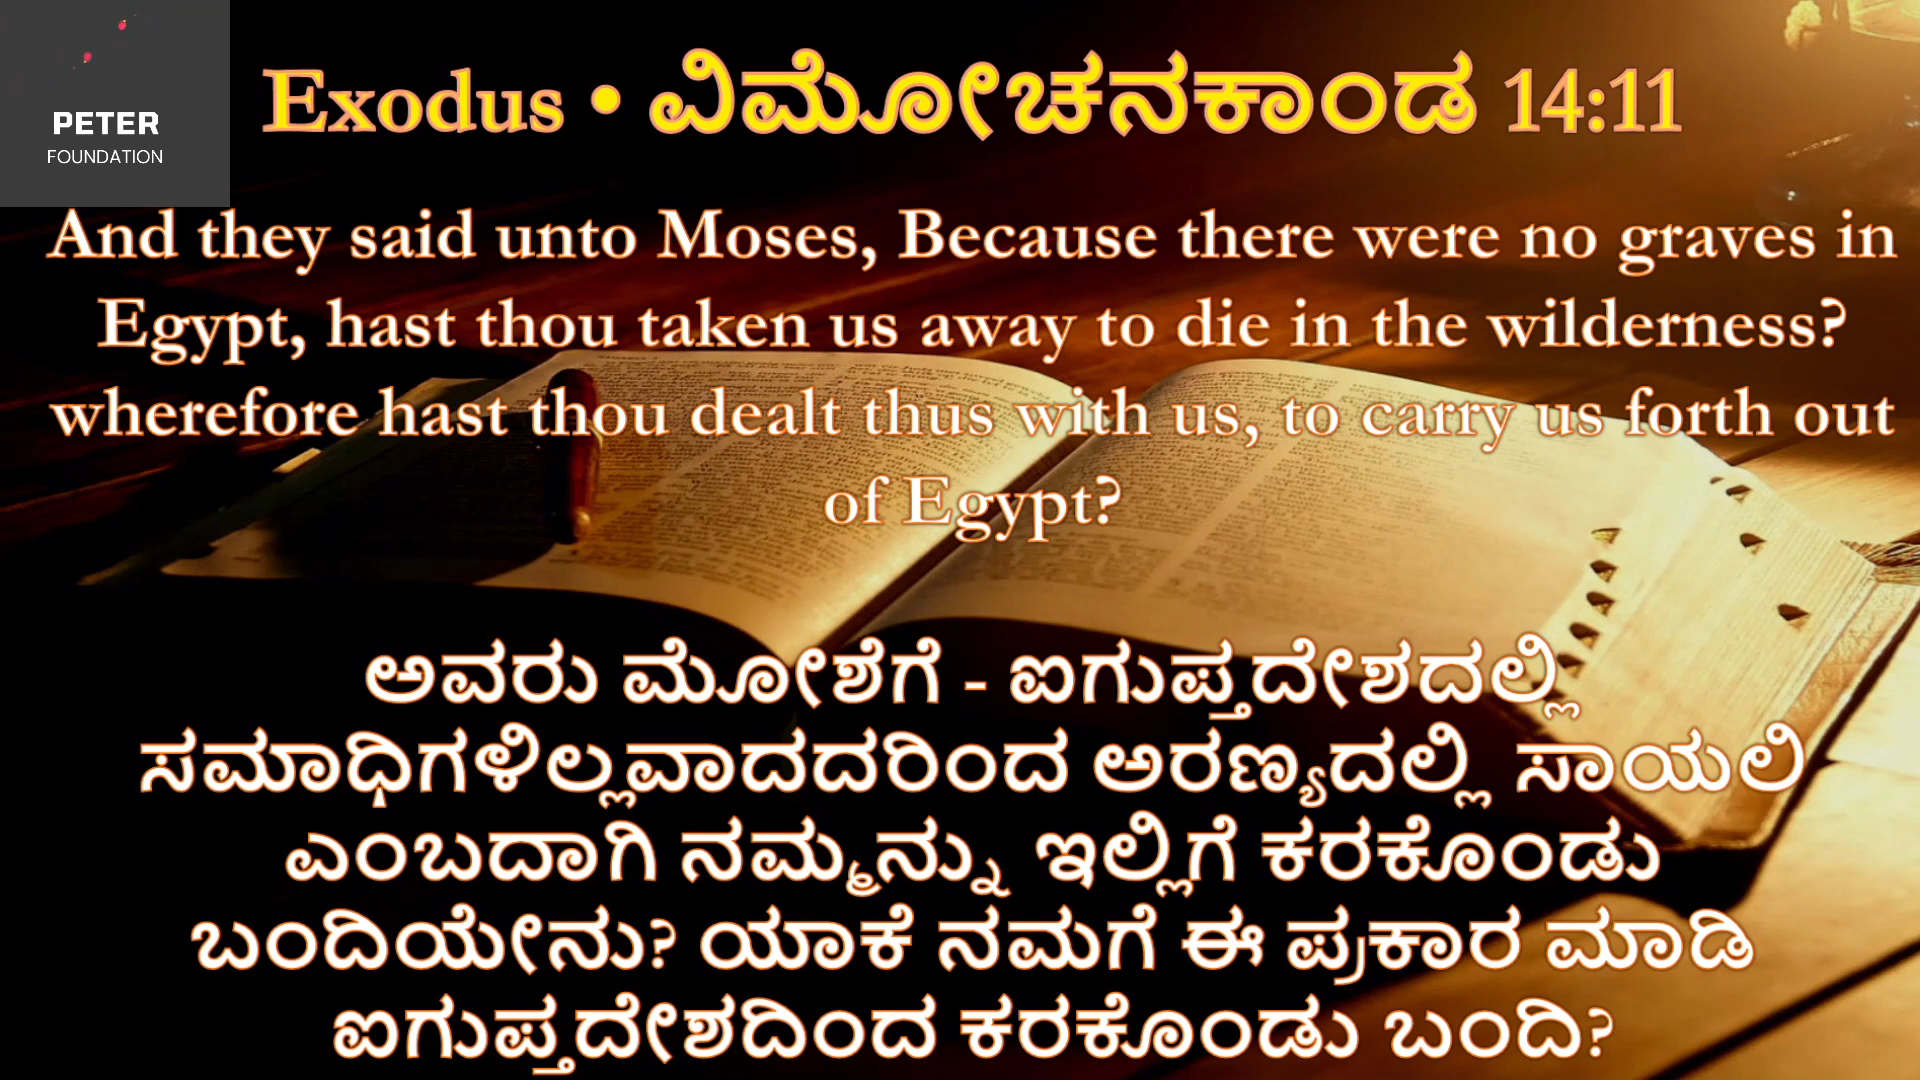 PETER
FOUNDATION
Exodus • ವಿಮೋಚನಕಾಂಡ 14:11
And they said unto Moses, Because there were no graves in
Egypt, hast thou taken us away to die in the wilderness?
wherefore hast thou dealt thus with us, to carry us forth out
of Egypt?
ಅವರು ಮೋಶೆಗೆ - ಐಗುಪ್ತದೇಶದಲ್ಲಿ
ಸಮಾಧಿಗಳಿಲ್ಲವಾದದರಿಂದ ಅರಣ್ಯದಲ್ಲಿ ಸಾಯಲಿ
ಎಂಬದಾಗಿ ನಮ್ಮನ್ನು ಇಲ್ಲಿಗೆ ಕರಕೊಂಡು
ಬಂದಿಯೇನು? ಯಾಕೆ ನಮಗೆ ಈ ಪ್ರಕಾರ ಮಾಡಿ
ಐಗುಪ್ತದೇಶದಿಂದ ಕರಕೊಂಡು ಬಂದಿ?